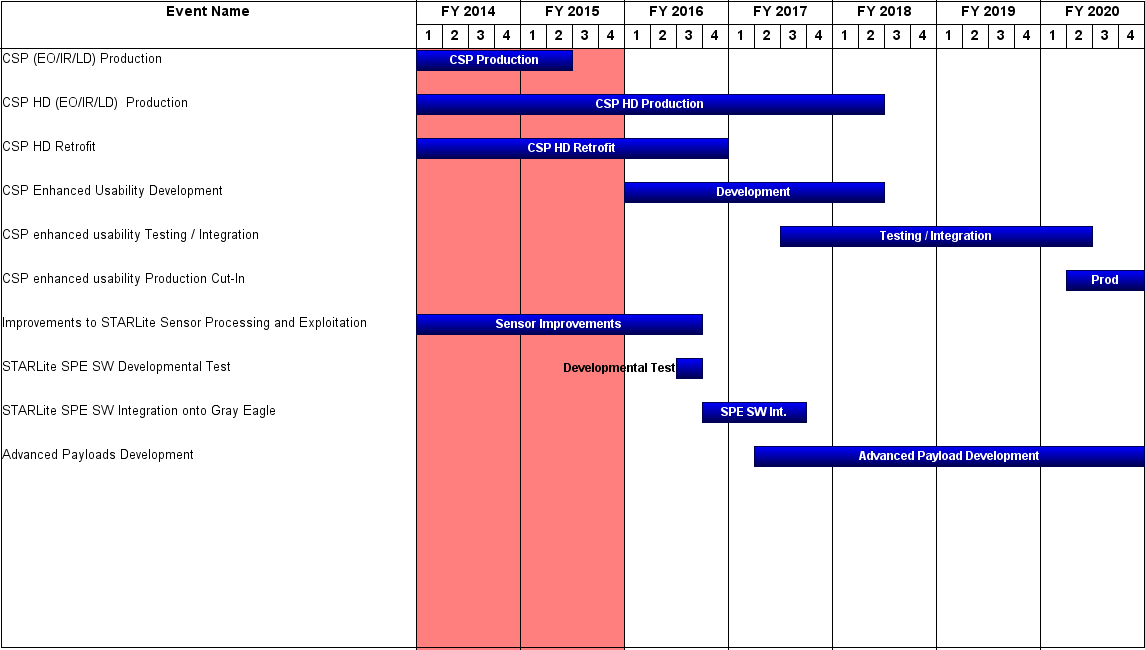 Event Name FY 2014 FY 2015 FY 2016 FY 2017 FY 2018 FY 2019 FY 2020
1 2 3 4 1 2 3 4 1 2 3 4 1 2 3 4 1 2 3 4 1 2 3 4 1 2 3 4
CSP (EO/IR/LD) Production CSP Production
CSP HD (EO/IR/LD)  Production CSP HD Production
CSP HD Retrofit CSP HD Retrofit
CSP Enhanced Usability Development Development
CSP enhanced usability Testing / Integration Testing / Integration
CSP enhanced usability Production Cut-In Prod
Improvements to STARLite Sensor Processing and Exploitation Sensor Improvements
STARLite SPE SW Developmental Test Developmental Test
STARLite SPE SW Integration onto Gray Eagle SPE SW Int.
Advanced Payloads Development Advanced Payload Development